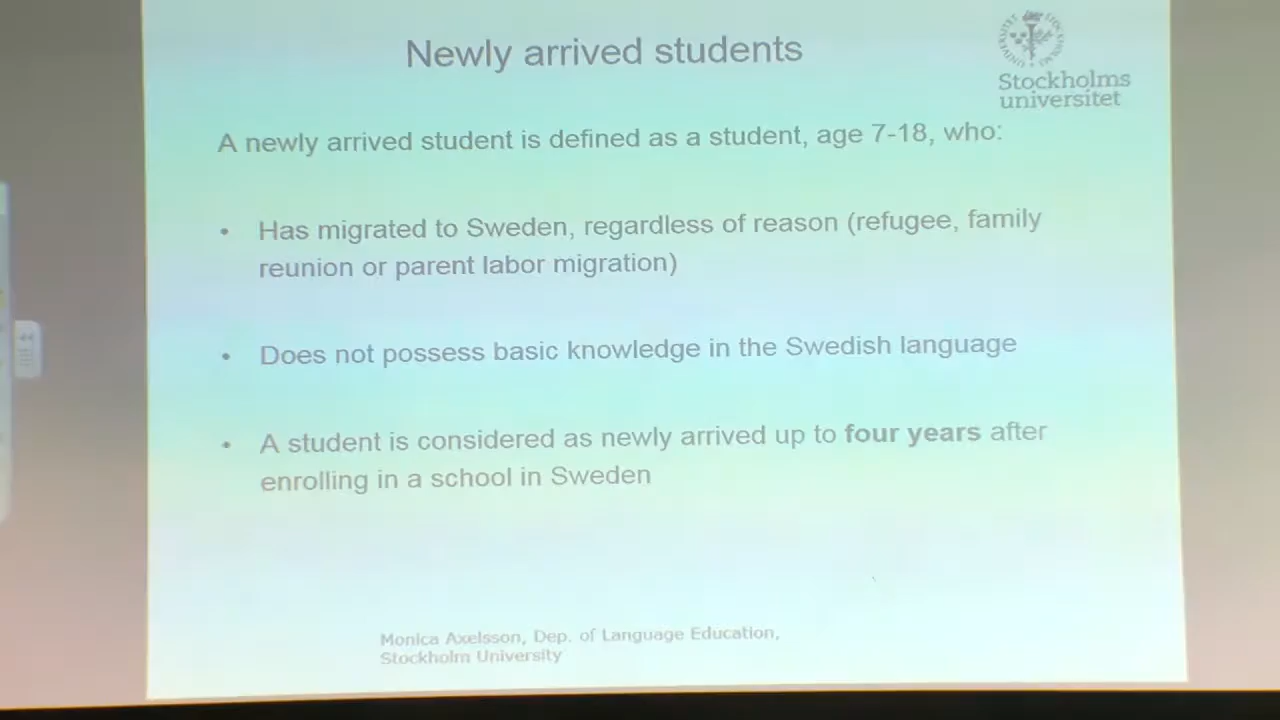 Newly arrived students
Stockholms
universitet
A newly arrived student is defined as a student, age 7-18, who:
• Has migrated to Sweden, regardless of reason (refugee, family
reunion or parent labor migration)
• Does not possess basic knowledge in the Swedish language
• A student is considered as newly arrived up to four years after
enrolling in a school in Sweden
Monica Axelsson, Dep. of Language Education,
Stockholm University